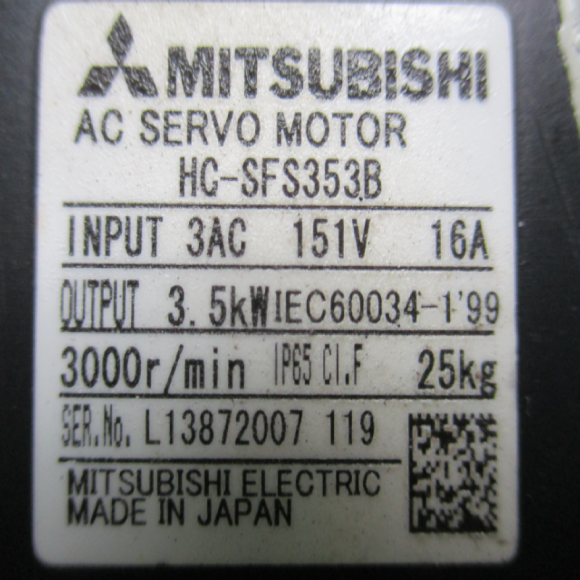 MITSUBISHI
AC SERVO MOTOR
HC-SFS353B
INPUT 3AC 151V 16A
OUTPUT 3.5kW IEC60034-1'99
3000r/min IP65 CI.F 25kg
SER.No. L13872007 119
MITSUBISHI ELECTRIC
MADE IN JAPAN